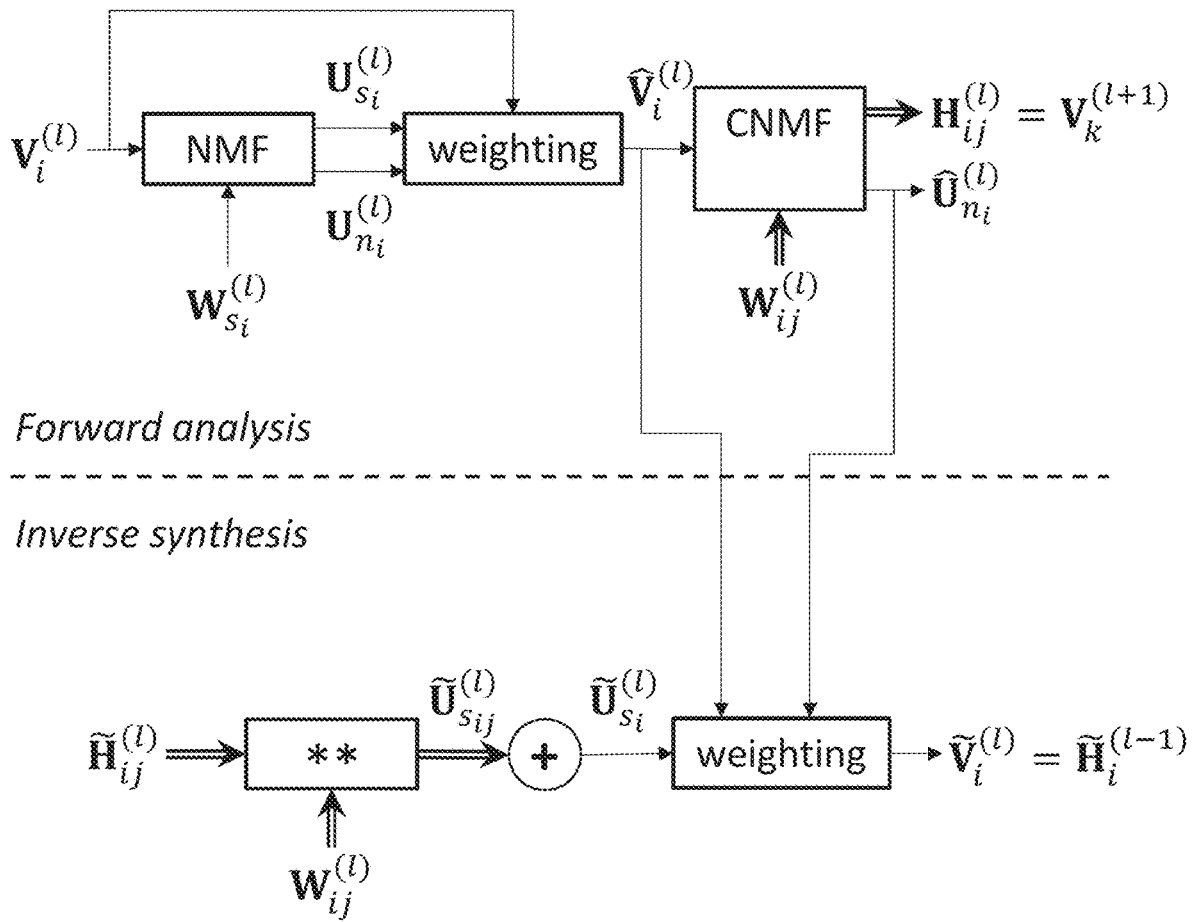 𝐔_{s_i}^{(l)}
𝐕̂_i^{(l)}
𝐕_i^{(l)}
NMF
weighting
CNMF
𝐇_{ij}^{(l)} = 𝐕_k^{(l+1)}
𝐔̂_{n_i}^{(l)}
𝐔_{n_i}^{(l)}
𝐖_{s_i}^{(l)}
𝐖_{ij}^{(l)}
Forward analysis
Inverse synthesis
𝐔̃_{s_{ij}}^{(l)}
𝐔̃_{s_i}^{(l)}
𝐇̃_{ij}^{(l)}
**
+
weighting
𝐕̃_i^{(l)} = 𝐇̃_i^{(l−1)}
𝐖_{ij}^{(l)}